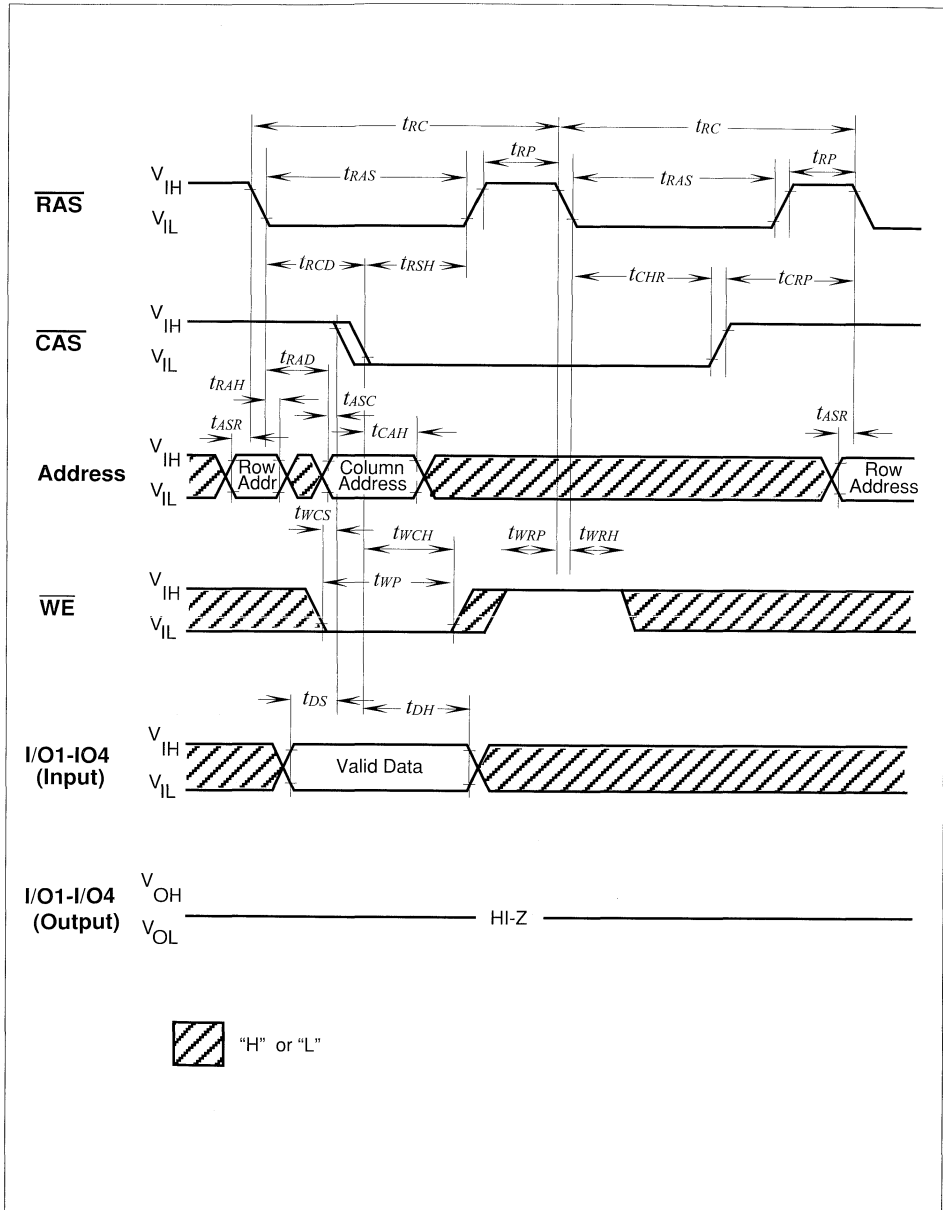 tRC tRC
tRP tRP
RAS VIH tRAS tRAS
VIL
tRCD tRSH tCHR tCRP
CAS VIH
VIL
tRAD
tRAH tASC
tASR tCAH tASR
Address VIH Row Addr Column Address Row Address
VIL
tWCS tWCH tWRP tWRH
tWP
WE VIH
VIL
tDS tDH
I/O1-IO4 (Input) VIH Valid Data
VIL
I/O1-I/O4 (Output) VOH
VOL HI-Z
“H” or “L”